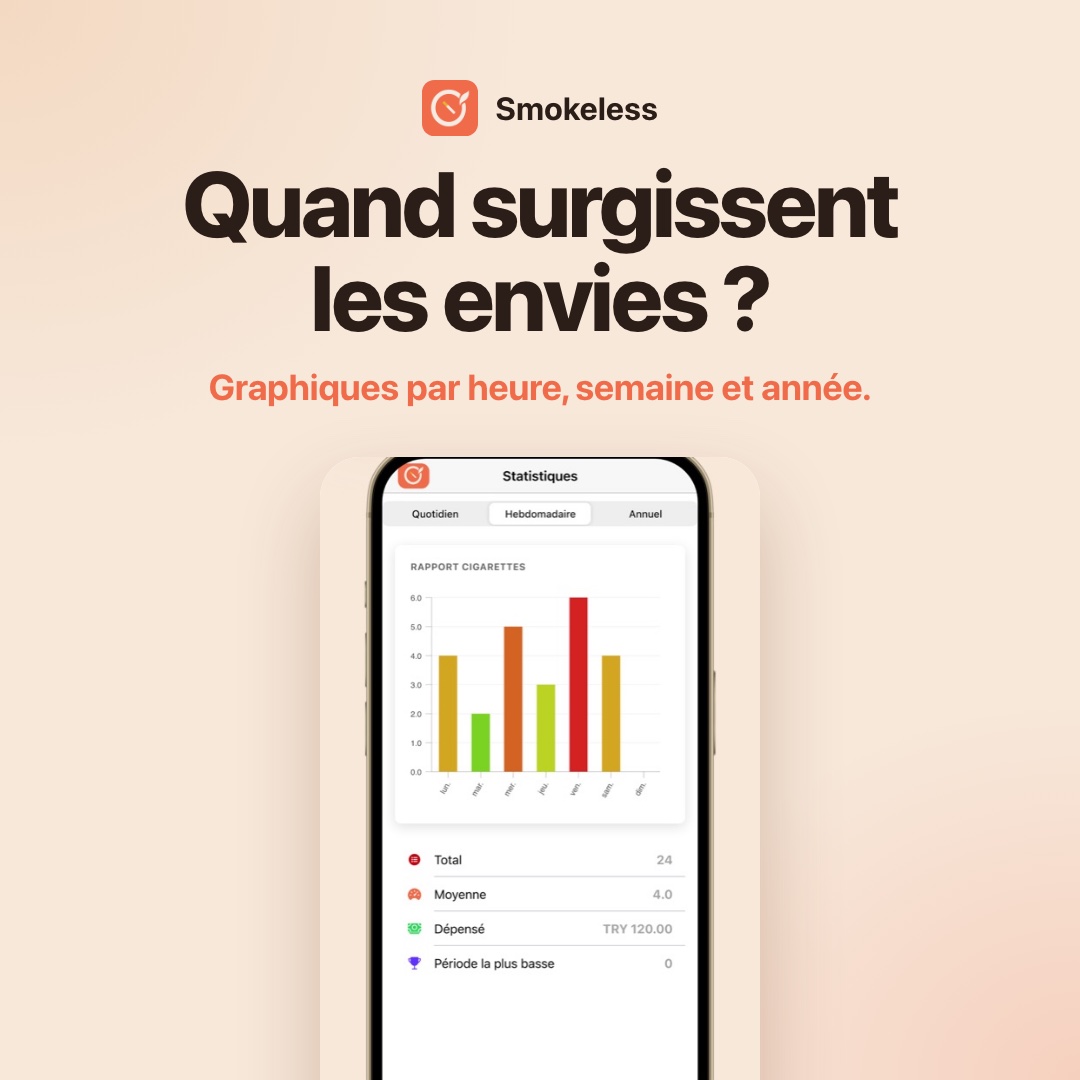 Smokeless
Quand surgissent
les envies ?
Graphiques par heure, semaine et année.
Statistiques
Quotidien Hebdomadaire Annuel
RAPPORT CIGARETTES
6.0
5.0
4.0
3.0
2.0
1.0
0.0
lun. mar. mer. jeu. ven. sam. dim.
Total 24
Moyenne 4.0
Dépensé TRY 120.00
Période la plus basse 0